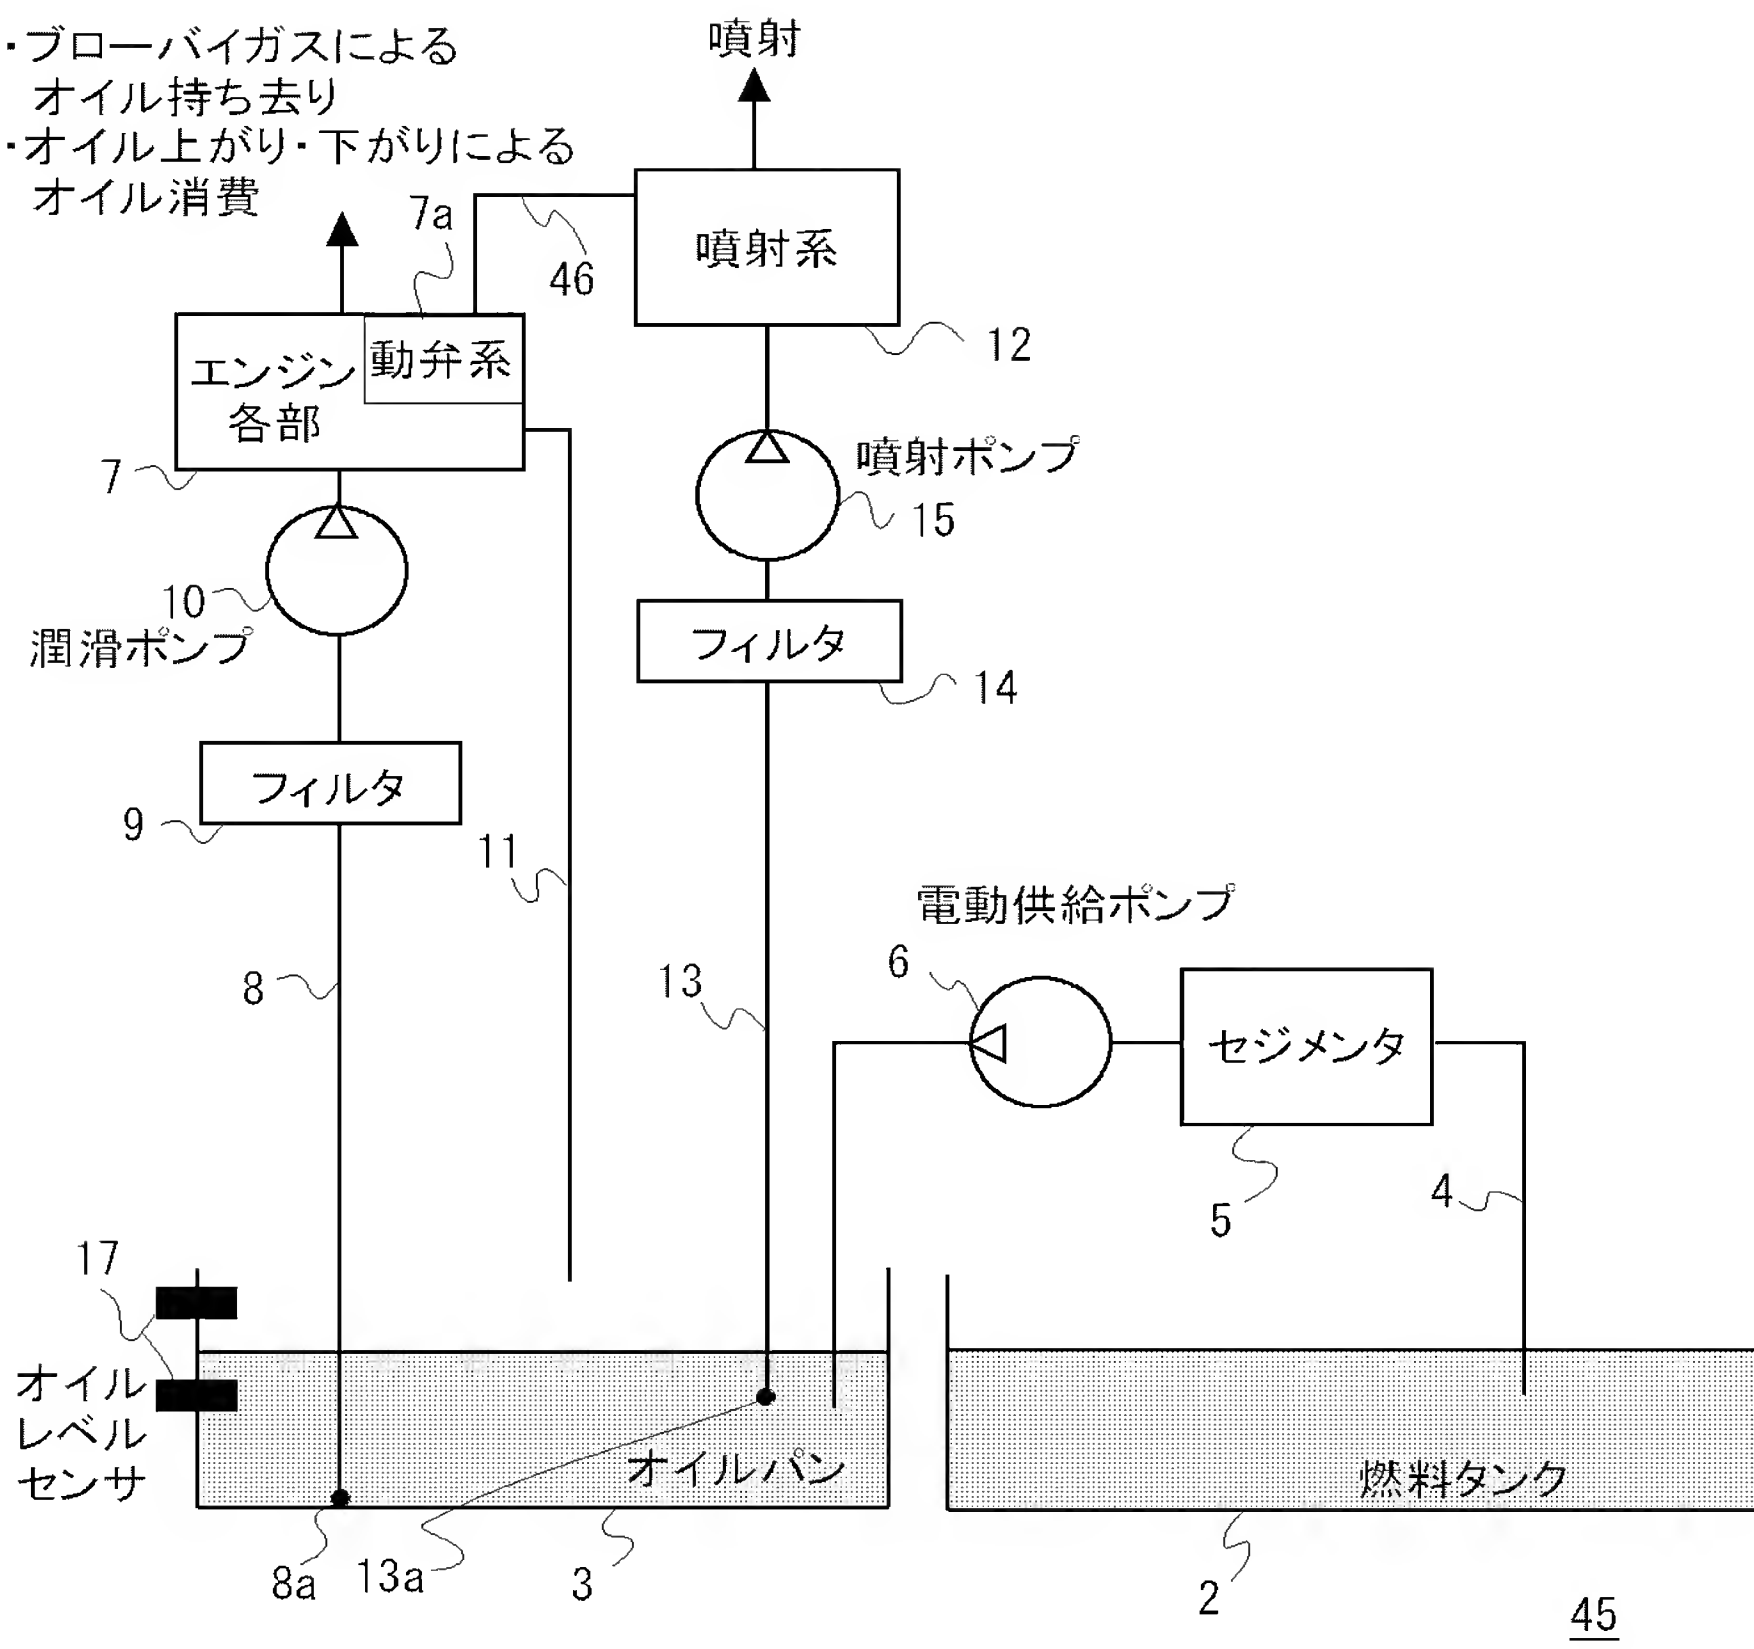 ・ブローバイガスによる
オイル持ち去り
・オイル上がり・下がりによる
オイル消費
噴射
7a
46
噴射系
12
動弁系
エンジン
各部
7
噴射ポンプ
15
10
潤滑ポンプ
フィルタ
14
フィルタ
9
11
電動供給ポンプ
6
8
13
セジメンタ
5
4
17
オイル
レベル
センサ
オイルパン
燃料タンク
8a
13a
3
2
45